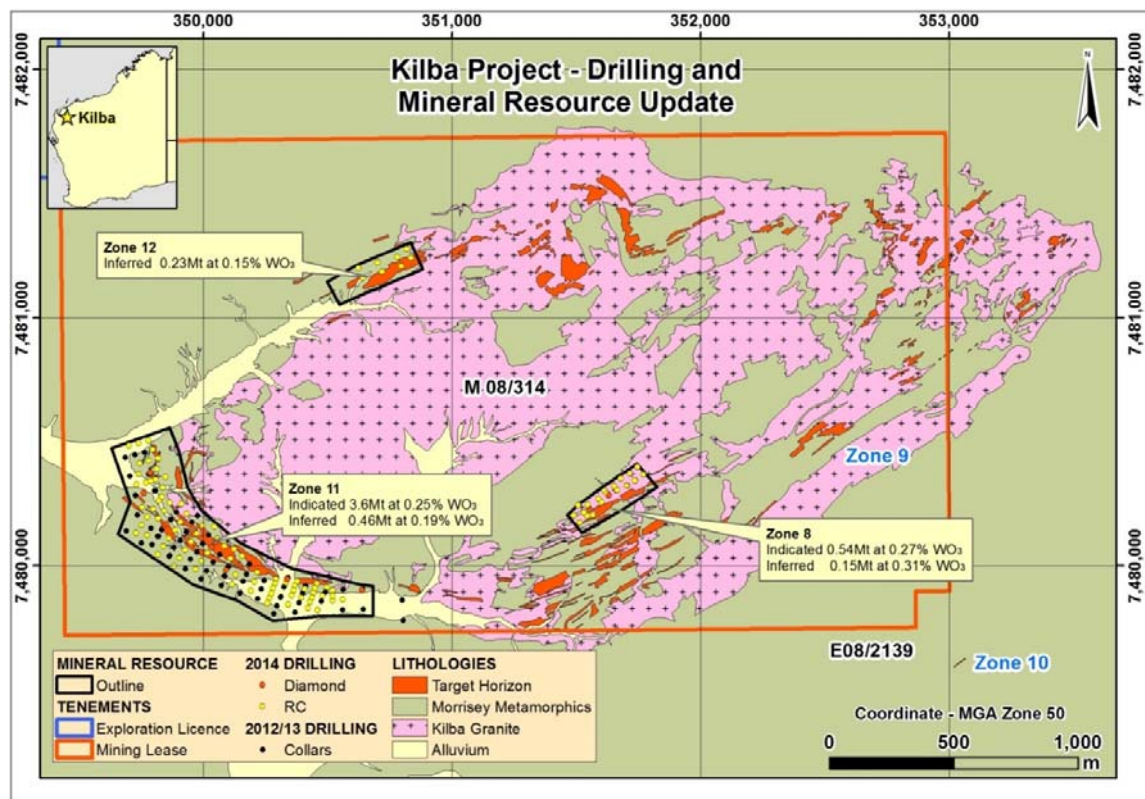 350,000
351,000
352,000
353,000
7,482,000
7,482,000
Kilba Project - Drilling and
Mineral Resource Update
N
Kilba
Zone 12
Inferred 0.23Mt at 0.15% WO₃
7,481,000
7,481,000
M 08/314
Zone 9
Zone 11
Indicated 3.6Mt at 0.25% WO₃
Inferred 0.46Mt at 0.19% WO₃
Zone 8
Indicated 0.54Mt at 0.27% WO₃
Inferred 0.15Mt at 0.31% WO₃
7,480,000
7,480,000
E08/2139
Zone 10
MINERAL RESOURCE
Outline
TENEMENTS
Exploration Licence
Mining Lease
2014 DRILLING
Diamond
RC
2012/13 DRILLING
Collars
LITHOLOGIES
Target Horizon
Morrisey Metamorphics
Kilba Granite
Alluvium
Coordinate - MGA Zone 50
0
500
1,000
m